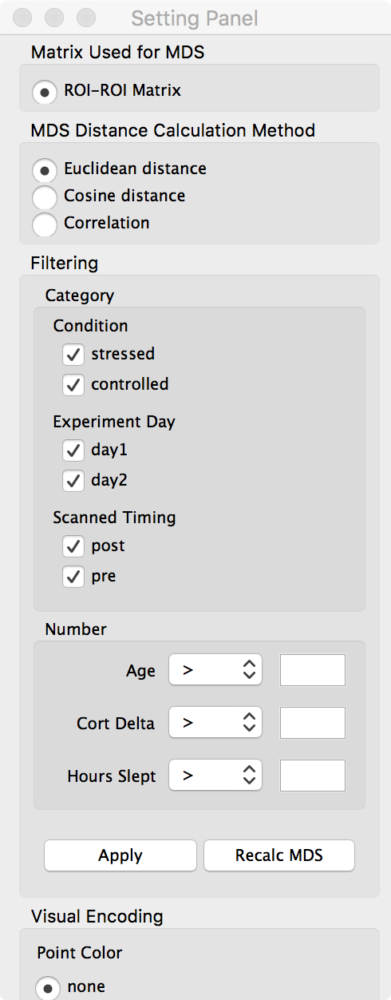 Setting Panel
Matrix Used for MDS
ROI-ROI Matrix
MDS Distance Calculation Method
Euclidean distance
Cosine distance
Correlation
Filtering
Category
Condition
stressed
controlled
Experiment Day
day1
day2
Scanned Timing
post
pre
Number
Age >
Cort Delta >
Hours Slept >
Apply Recalc MDS
Visual Encoding
Point Color
none